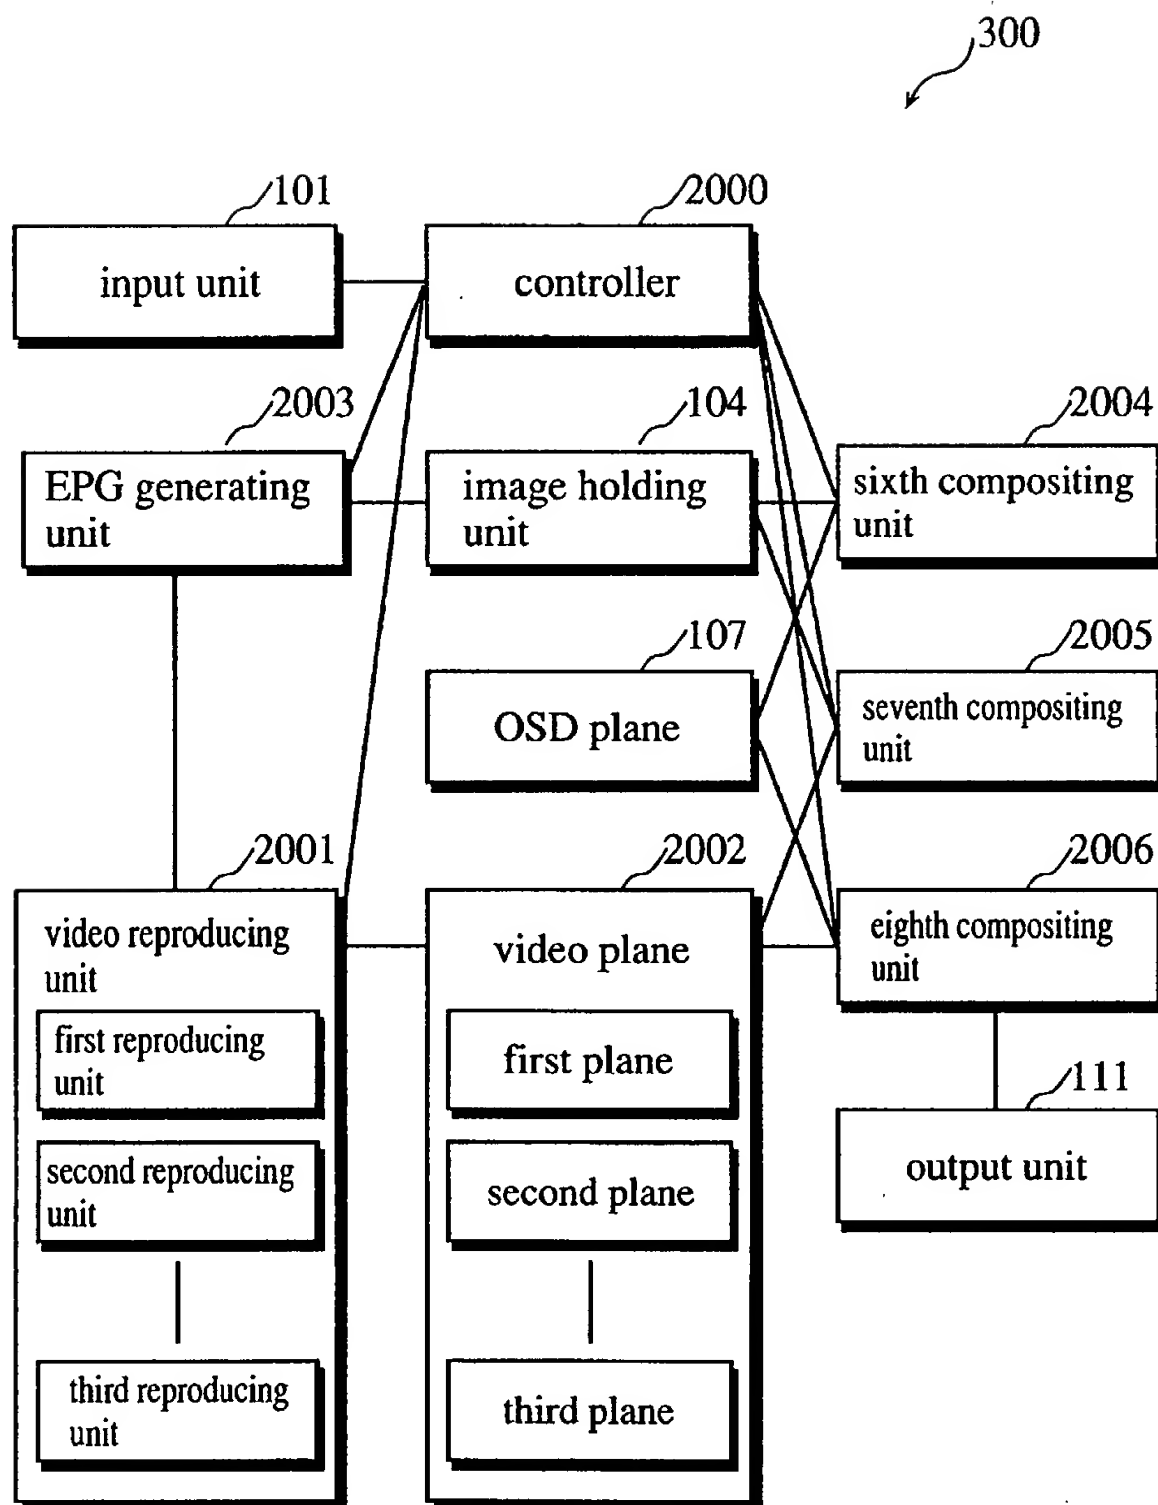 300
101
2000
input unit
controller
2003
104
2004
EPG generating
unit
image holding
unit
sixth compositing
unit
107
2005
OSD plane
seventh compositing
unit
2001
2002
2006
video reproducing
unit
video plane
eighth compositing
unit
first reproducing
unit
first plane
111
second reproducing
unit
second plane
output unit
third reproducing
unit
third plane